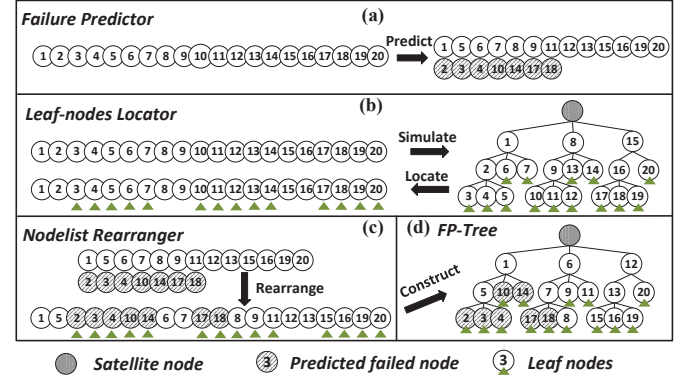 Failure Predictor
(a)
1 2 3 4 5 6 7 8 9 10 11 12 13 14 15 16 17 18 19 20
Predict
1 5 6 7 8 9 11 12 13 15 16 19 20
2 3 4 10 14 17 18
Leaf-nodes Locator
(b)
1 2 3 4 5 6 7 8 9 10 11 12 13 14 15 16 17 18 19 20
Simulate
Locate
1 2 3 4 5 6 7 8 9 10 11 12 13 14 15 16 17 18 19 20
1 8 15
2 6 7 9 13 14 16 20
3 4 5 10 11 12 17 18 19
Nodelist Rearranger
(c)
1 5 6 7 8 9 11 12 13 15 16 19 20
2 3 4 10 14 17 18
Rearrange
1 5 2 3 4 10 14 6 7 17 18 8 9 11 12 13 15 16 19 20
Construct
(d) FP-Tree
1 6 12
5 10 14 7 9 11 13 20
2 3 4 17 18 8 15 16 19
Satellite node
3 Predicted failed node
3 Leaf nodes